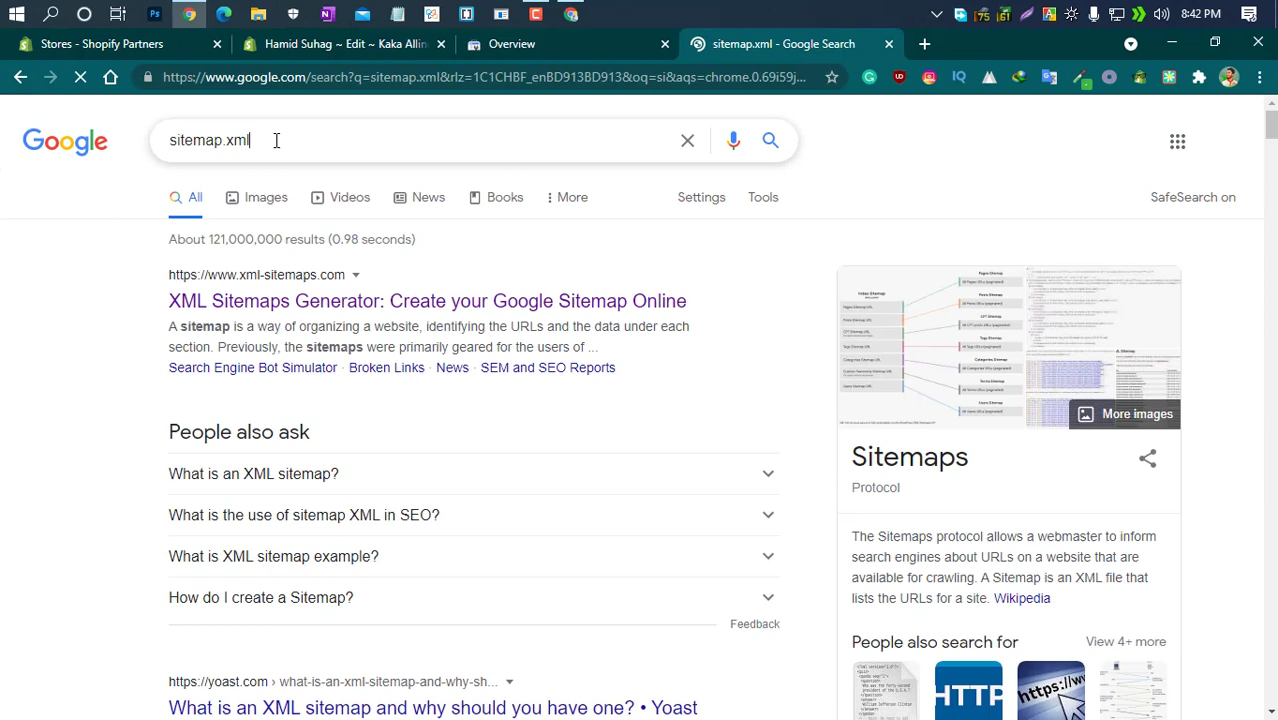 8:42 PM
Stores - Shopify Partners
Hamid Suhag ~ Edit ~ Kaka Allin
Overview
sitemap.xml - Google Search
https://www.google.com/search?q=sitemap.xml&rlz=1C1CHBF_enBD913BD913&oq=si&aqs=chrome.0.69i59j...
Google
sitemap.xml
All
Images
Videos
News
Books
More
Settings
Tools
SafeSearch on
About 121,000,000 results (0.98 seconds)
https://www.xml-sitemaps.com
XML Sitemaps Generator: Create your Google Sitemap Online
A sitemap is a way of organizing a website, identifying the URLs and the data under each
section. Previously, the sitemaps were primarily geared for the users of ...
Search Engine Bot Simulator · Type · News · SEM and SEO Reports
People also ask
What is an XML sitemap?
What is the use of sitemap XML in SEO?
What is XML sitemap example?
How do I create a Sitemap?
Feedback
https://yoast.com › what-is-an-xml-sitemap-and-why-sh...
What is an XML sitemap and why should you have one? • Yoast
More images
Sitemaps
Protocol
The Sitemaps protocol allows a webmaster to inform
search engines about URLs on a website that are
available for crawling. A Sitemap is an XML file that
lists the URLs for a site. Wikipedia
People also search for
View 4+ more
HTTP